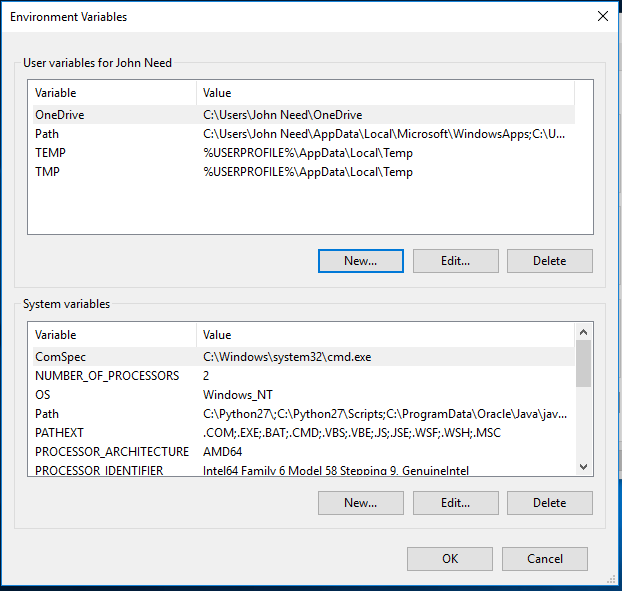 Environment Variables
User variables for John Need
Variable Value
OneDrive C:\Users\John Need\OneDrive
Path C:\Users\John Need\AppData\Local\Microsoft\WindowsApps;C:\U...
TEMP %USERPROFILE%\AppData\Local\Temp
TMP %USERPROFILE%\AppData\Local\Temp
New... Edit... Delete
System variables
Variable Value
ComSpec C:\Windows\system32\cmd.exe
NUMBER_OF_PROCESSORS 2
OS Windows_NT
Path C:\Python27\;C:\Python27\Scripts;C:\ProgramData\Oracle\Java\jav...
PATHEXT .COM;.EXE;.BAT;.CMD;.VBS;.VBE;.JS;.JSE;.WSF;.WSH;.MSC
PROCESSOR_ARCHITECTURE AMD64
PROCESSOR_IDENTIFIER Intel64 Family 6 Model 58 Stepping 9, GenuineIntel
New... Edit... Delete
OK Cancel